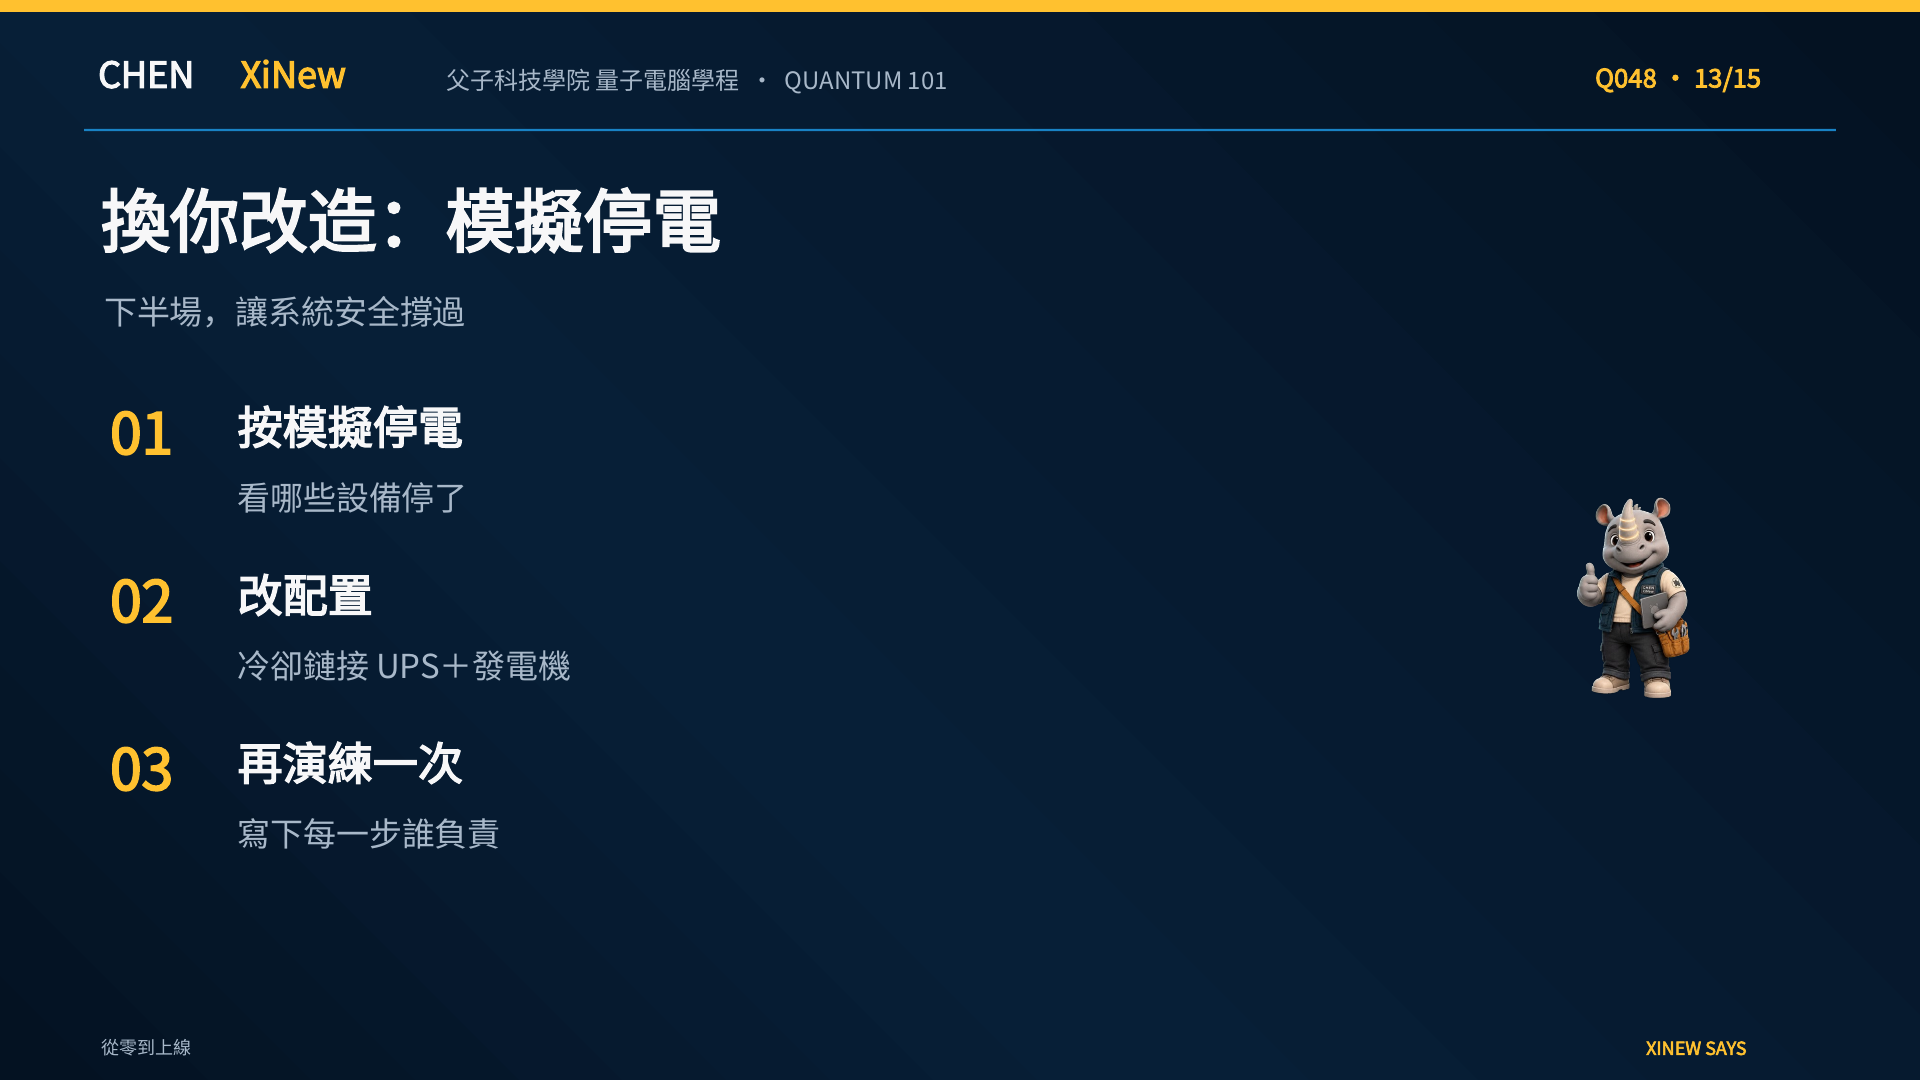 CHEN XiNew 父子科技學院 量子電腦學程 • QUANTUM 101 Q048 • 13/15
換你改造：模擬停電
下半場，讓系統安全撐過
01 按模擬停電
看哪些設備停了
02 改配置
冷卻鏈接 UPS＋發電機
03 再演練一次
寫下每一步誰負責
從零到上線 XINEW SAYS